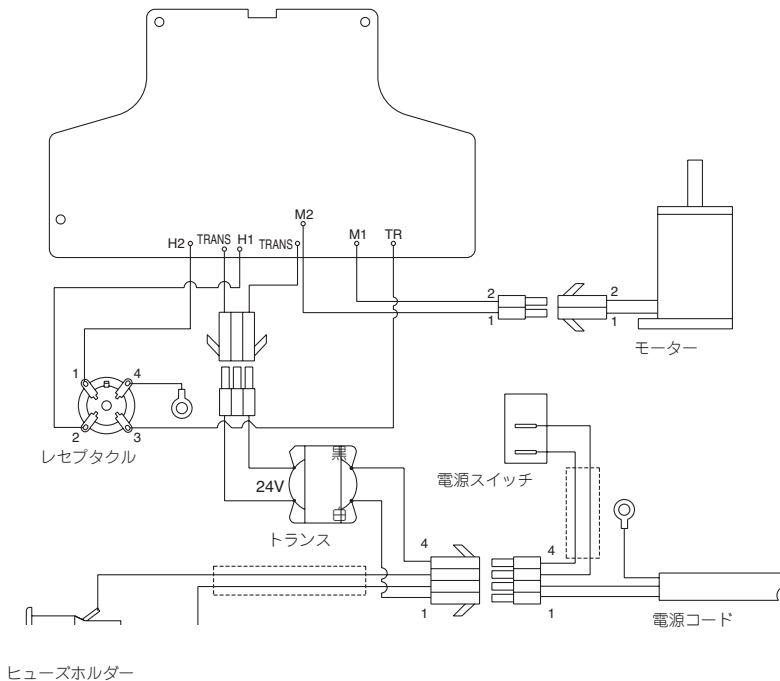 M2
H2 TRANS H1 TRANS M1 TR
2 2
1 1
モーター
1 4
2 3
レセプタクル
黒
24V
白
トランス
電源スイッチ
4 4
1 1
電源コード
ヒューズホルダー